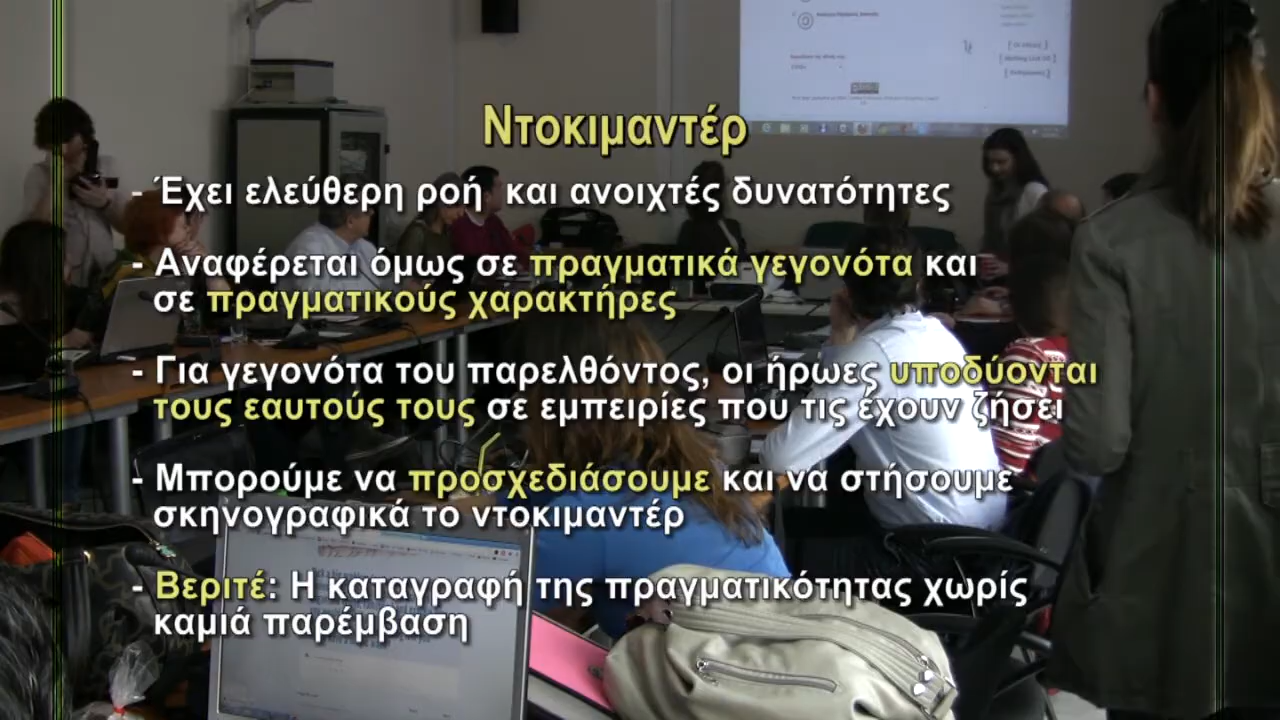 Ντοκιμαντέρ
- Έχει ελεύθερη ροή και ανοιχτές δυνατότητες
- Αναφέρεται όμως σε πραγματικά γεγονότα και
σε πραγματικούς χαρακτήρες
- Για γεγονότα του παρελθόντος, οι ήρωες υποδύονται
τους εαυτούς τους σε εμπειρίες που τις έχουν ζήσει
- Μπορούμε να προσχεδιάσουμε και να στήσουμε
σκηνογραφικά το ντοκιμαντέρ
- Βεριτέ: Η καταγραφή της πραγματικότητας χωρίς
καμιά παρέμβαση